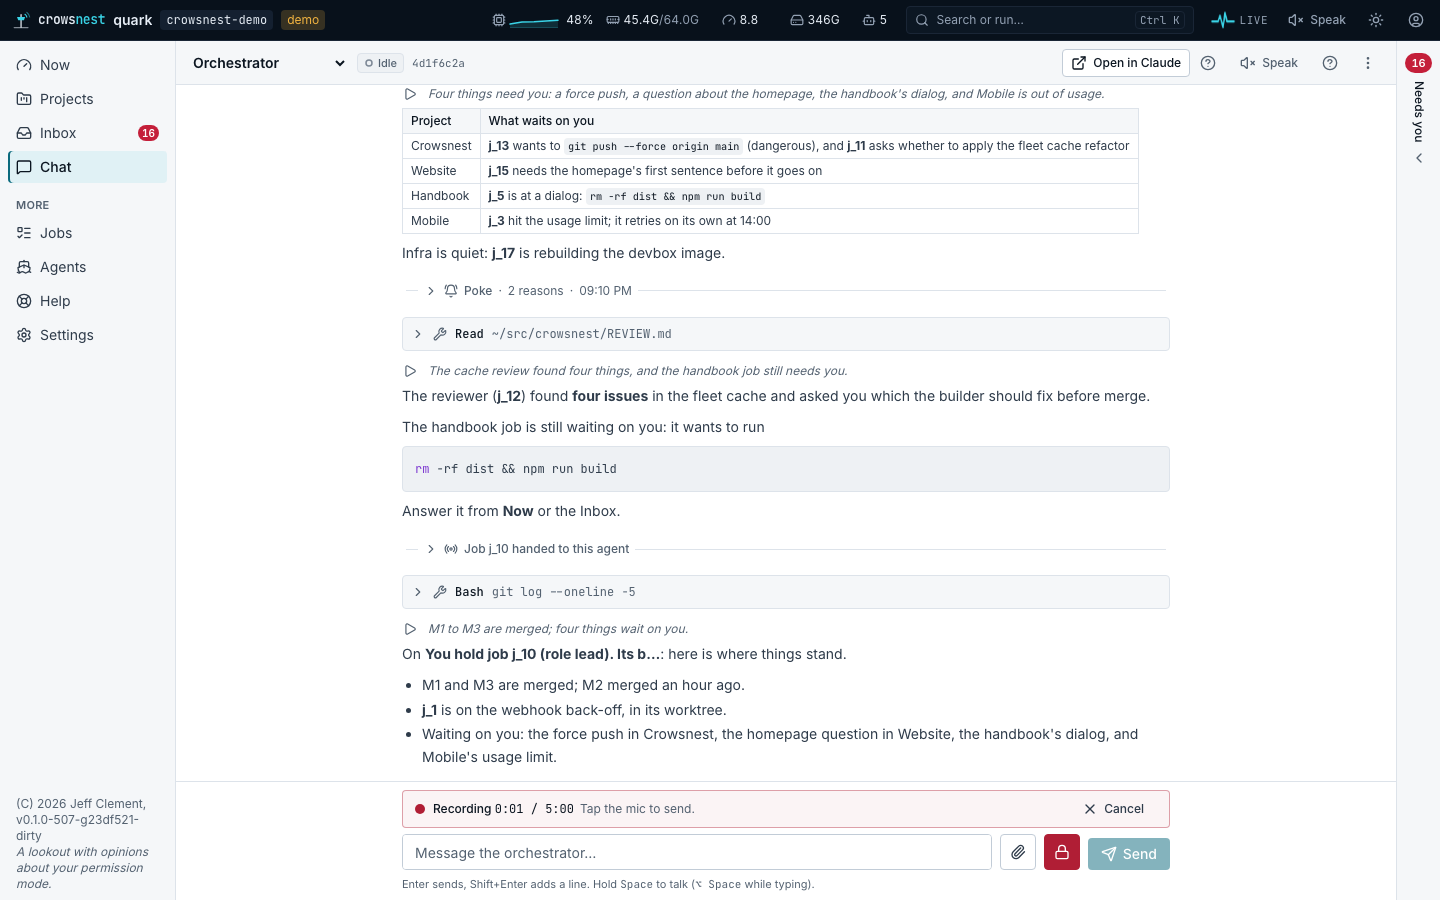 crowsnest quark crowsnest-demo demo 48% 45.4G/64.0G 8.8 346G 5 Search or run... Ctrl K LIVE Speak
Now
Projects
Inbox 16
Chat
MORE
Jobs
Agents
Help
Settings
(C) 2026 Jeff Clement,
v0.1.0-507-g23df521-
dirty
A lookout with opinions
about your permission
mode.
Orchestrator Idle 4d1f6c2a Open in Claude Speak
Four things need you: a force push, a question about the homepage, the handbook's dialog, and Mobile is out of usage.
Project What waits on you
Crowsnest j_13 wants to git push --force origin main (dangerous), and j_11 asks whether to apply the fleet cache refactor
Website j_15 needs the homepage's first sentence before it goes on
Handbook j_5 is at a dialog: rm -rf dist && npm run build
Mobile j_3 hit the usage limit; it retries on its own at 14:00
Infra is quiet: j_17 is rebuilding the devbox image.
Poke · 2 reasons · 09:10 PM
Read ~/src/crowsnest/REVIEW.md
The cache review found four things, and the handbook job still needs you.
The reviewer (j_12) found four issues in the fleet cache and asked you which the builder should fix before merge.
The handbook job is still waiting on you: it wants to run
rm -rf dist && npm run build
Answer it from Now or the Inbox.
Job j_10 handed to this agent
Bash git log --oneline -5
M1 to M3 are merged; four things wait on you.
On You hold job j_10 (role lead). Its b...: here is where things stand.
• M1 and M3 are merged; M2 merged an hour ago.
• j_1 is on the webhook back-off, in its worktree.
• Waiting on you: the force push in Crowsnest, the homepage question in Website, the handbook's dialog, and
Mobile's usage limit.
Recording 0:01 / 5:00 Tap the mic to send. Cancel
Message the orchestrator... Send
Enter sends, Shift+Enter adds a line. Hold Space to talk (⌥ Space while typing).
16
Needs you